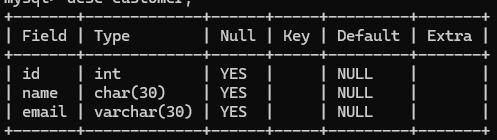 mysql> desc customer;
+-------+-------------+------+-----+---------+-------+
| Field | Type        | Null | Key | Default | Extra |
+-------+-------------+------+-----+---------+-------+
| id    | int         | YES  |     | NULL    |       |
| name  | char(30)    | YES  |     | NULL    |       |
| email | varchar(30) | YES  |     | NULL    |       |
+-------+-------------+------+-----+---------+-------+